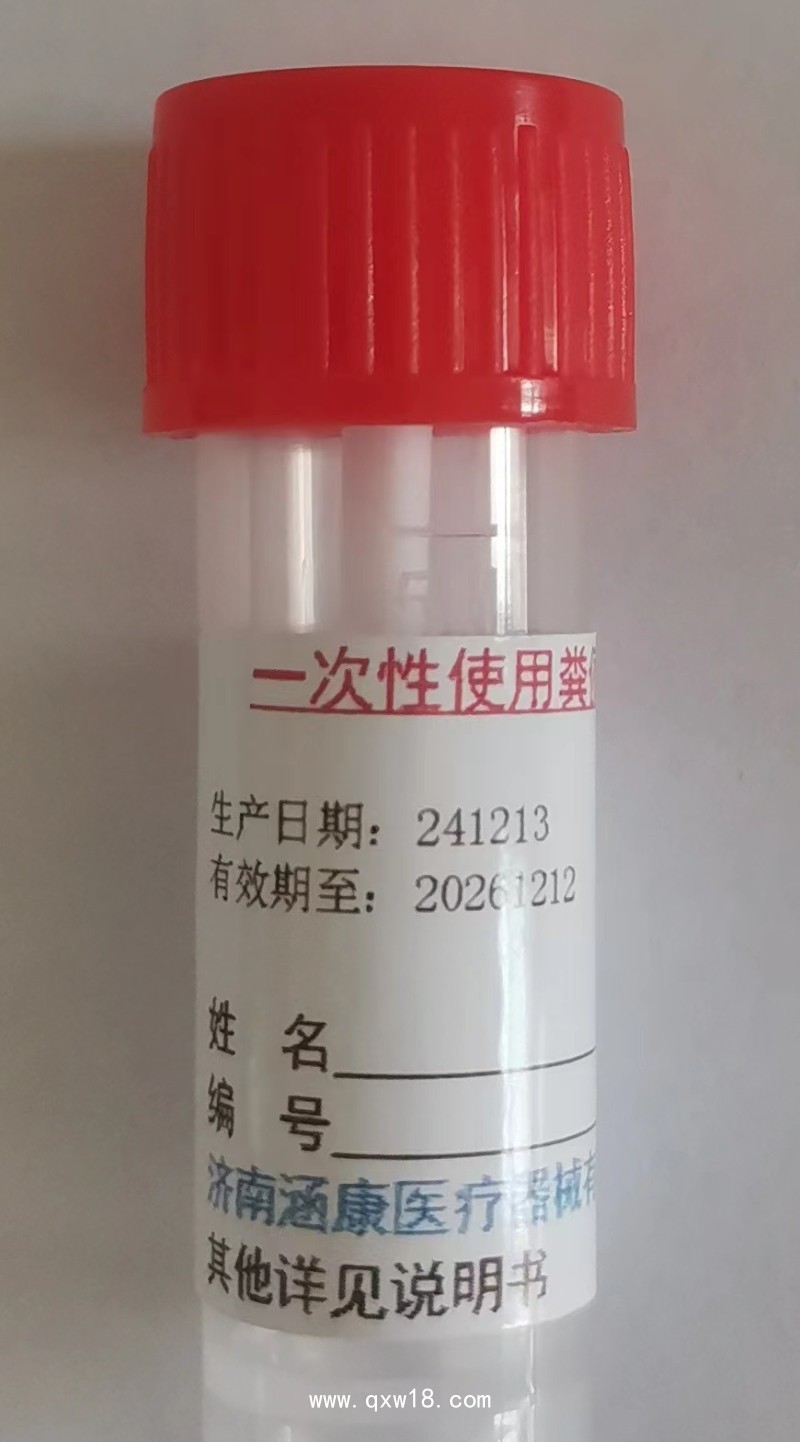 一次性使用粪
生产日期：241213
有效期至：20261212
姓 名
编 号
济南涵康医疗器械有
其他详见说明书
www.qxw18.com